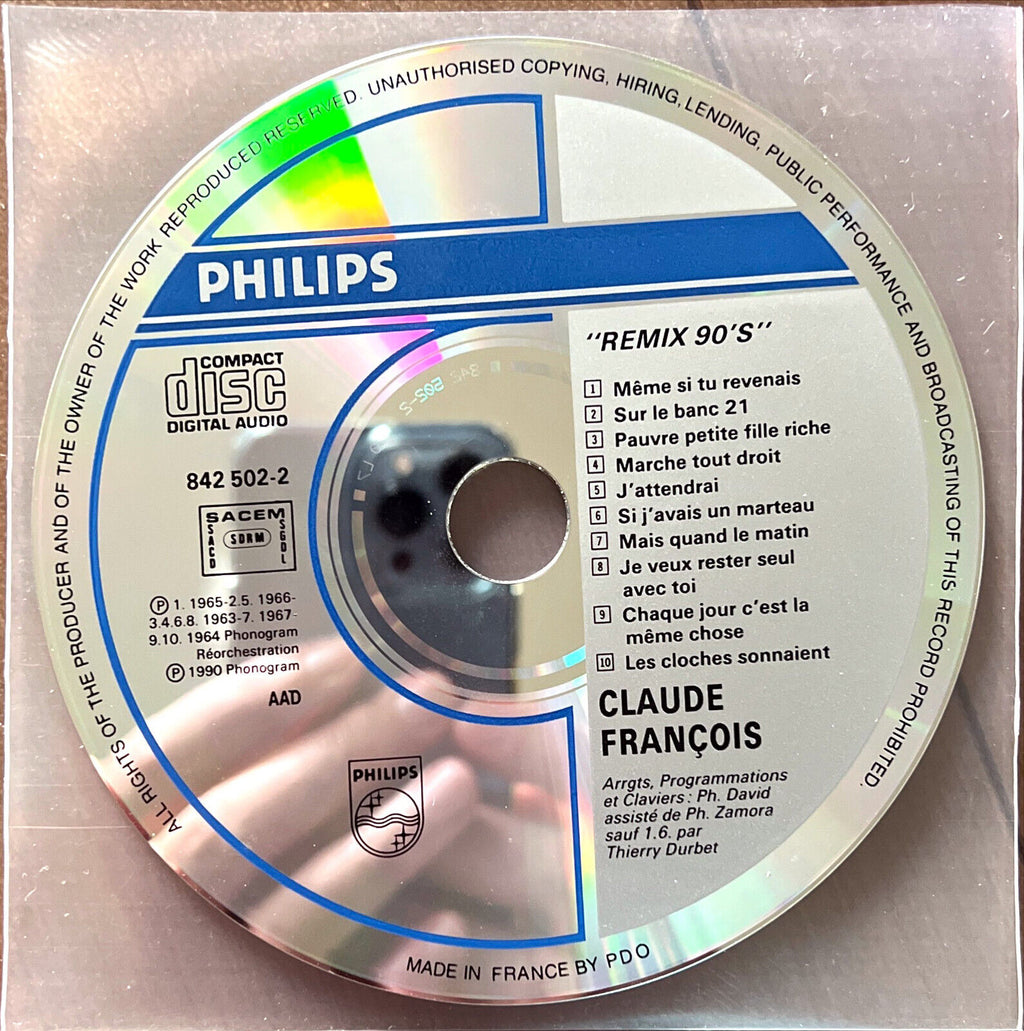 ALL RIGHTS OF THE PRODUCER AND OF THE OWNER OF THE WORK REPRODUCED RESERVED. UNAUTHORISED COPYING, HIRING, LENDING, PUBLIC PERFORMANCE AND BROADCASTING OF THIS RECORD PROHIBITED.
PHILIPS
COMPACT
disc
DIGITAL AUDIO
842 502-2
SACEM
SACD
SDRM
SGDL
Ⓟ 1. 1965-2.5. 1966-
3.4.6.8. 1963-7. 1967-
9.10. 1964 Phonogram
Réorchestration
Ⓟ 1990 Phonogram
AAD
PHILIPS
842 502-2
"REMIX 90'S"
1 Même si tu revenais
2 Sur le banc 21
3 Pauvre petite fille riche
4 Marche tout droit
5 J'attendrai
6 Si j'avais un marteau
7 Mais quand le matin
8 Je veux rester seul
avec toi
9 Chaque jour c'est la
même chose
10 Les cloches sonnaient
CLAUDE
FRANÇOIS
Arrgts, Programmations
et Claviers : Ph. David
assisté de Ph. Zamora
sauf 1.6. par
Thierry Durbet
MADE IN FRANCE BY PDO